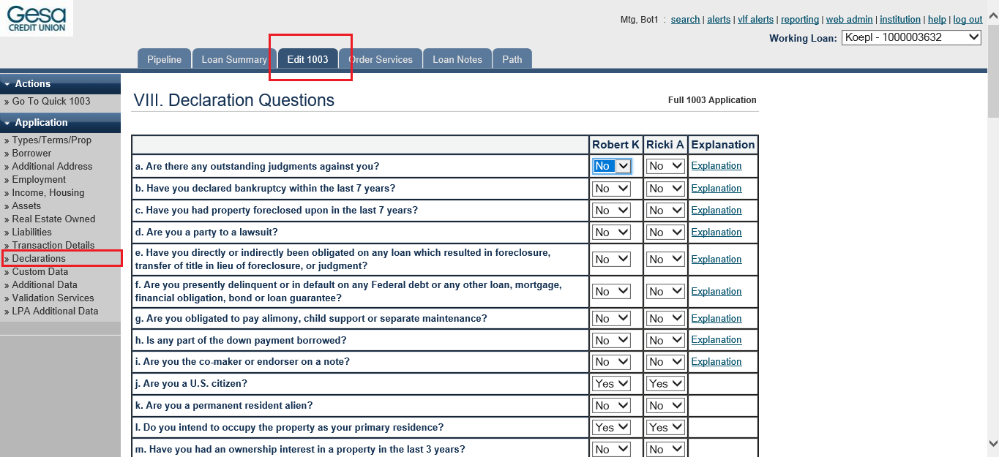 Gesa
CREDIT UNION
Mtg, Bot1 : search | alerts | vlf alerts | reporting | web admin | institution | help | log out
Working Loan: Koepl - 1000003632
Pipeline Loan Summary Edit 1003 Order Services Loan Notes Path
Actions
» Go To Quick 1003
Application
» Types/Terms/Prop
» Borrower
» Additional Address
» Employment
» Income, Housing
» Assets
» Real Estate Owned
» Liabilities
» Transaction Details
» Declarations
» Custom Data
» Additional Data
» Validation Services
» LPA Additional Data
VIII. Declaration Questions
Full 1003 Application
Robert K Ricki A Explanation
a. Are there any outstanding judgments against you? No No Explanation
b. Have you declared bankruptcy within the last 7 years? No No Explanation
c. Have you had property foreclosed upon in the last 7 years? No No Explanation
d. Are you a party to a lawsuit? No No Explanation
e. Have you directly or indirectly been obligated on any loan which resulted in foreclosure,
transfer of title in lieu of foreclosure, or judgment? No No Explanation
f. Are you presently delinquent or in default on any Federal debt or any other loan, mortgage,
financial obligation, bond or loan guarantee? No No Explanation
g. Are you obligated to pay alimony, child support or separate maintenance? No No Explanation
h. Is any part of the down payment borrowed? No No Explanation
i. Are you the co-maker or endorser on a note? No No Explanation
j. Are you a U.S. citizen? Yes Yes
k. Are you a permanent resident alien? No No
l. Do you intend to occupy the property as your primary residence? Yes Yes
m. Have you had an ownership interest in a property in the last 3 years? No No